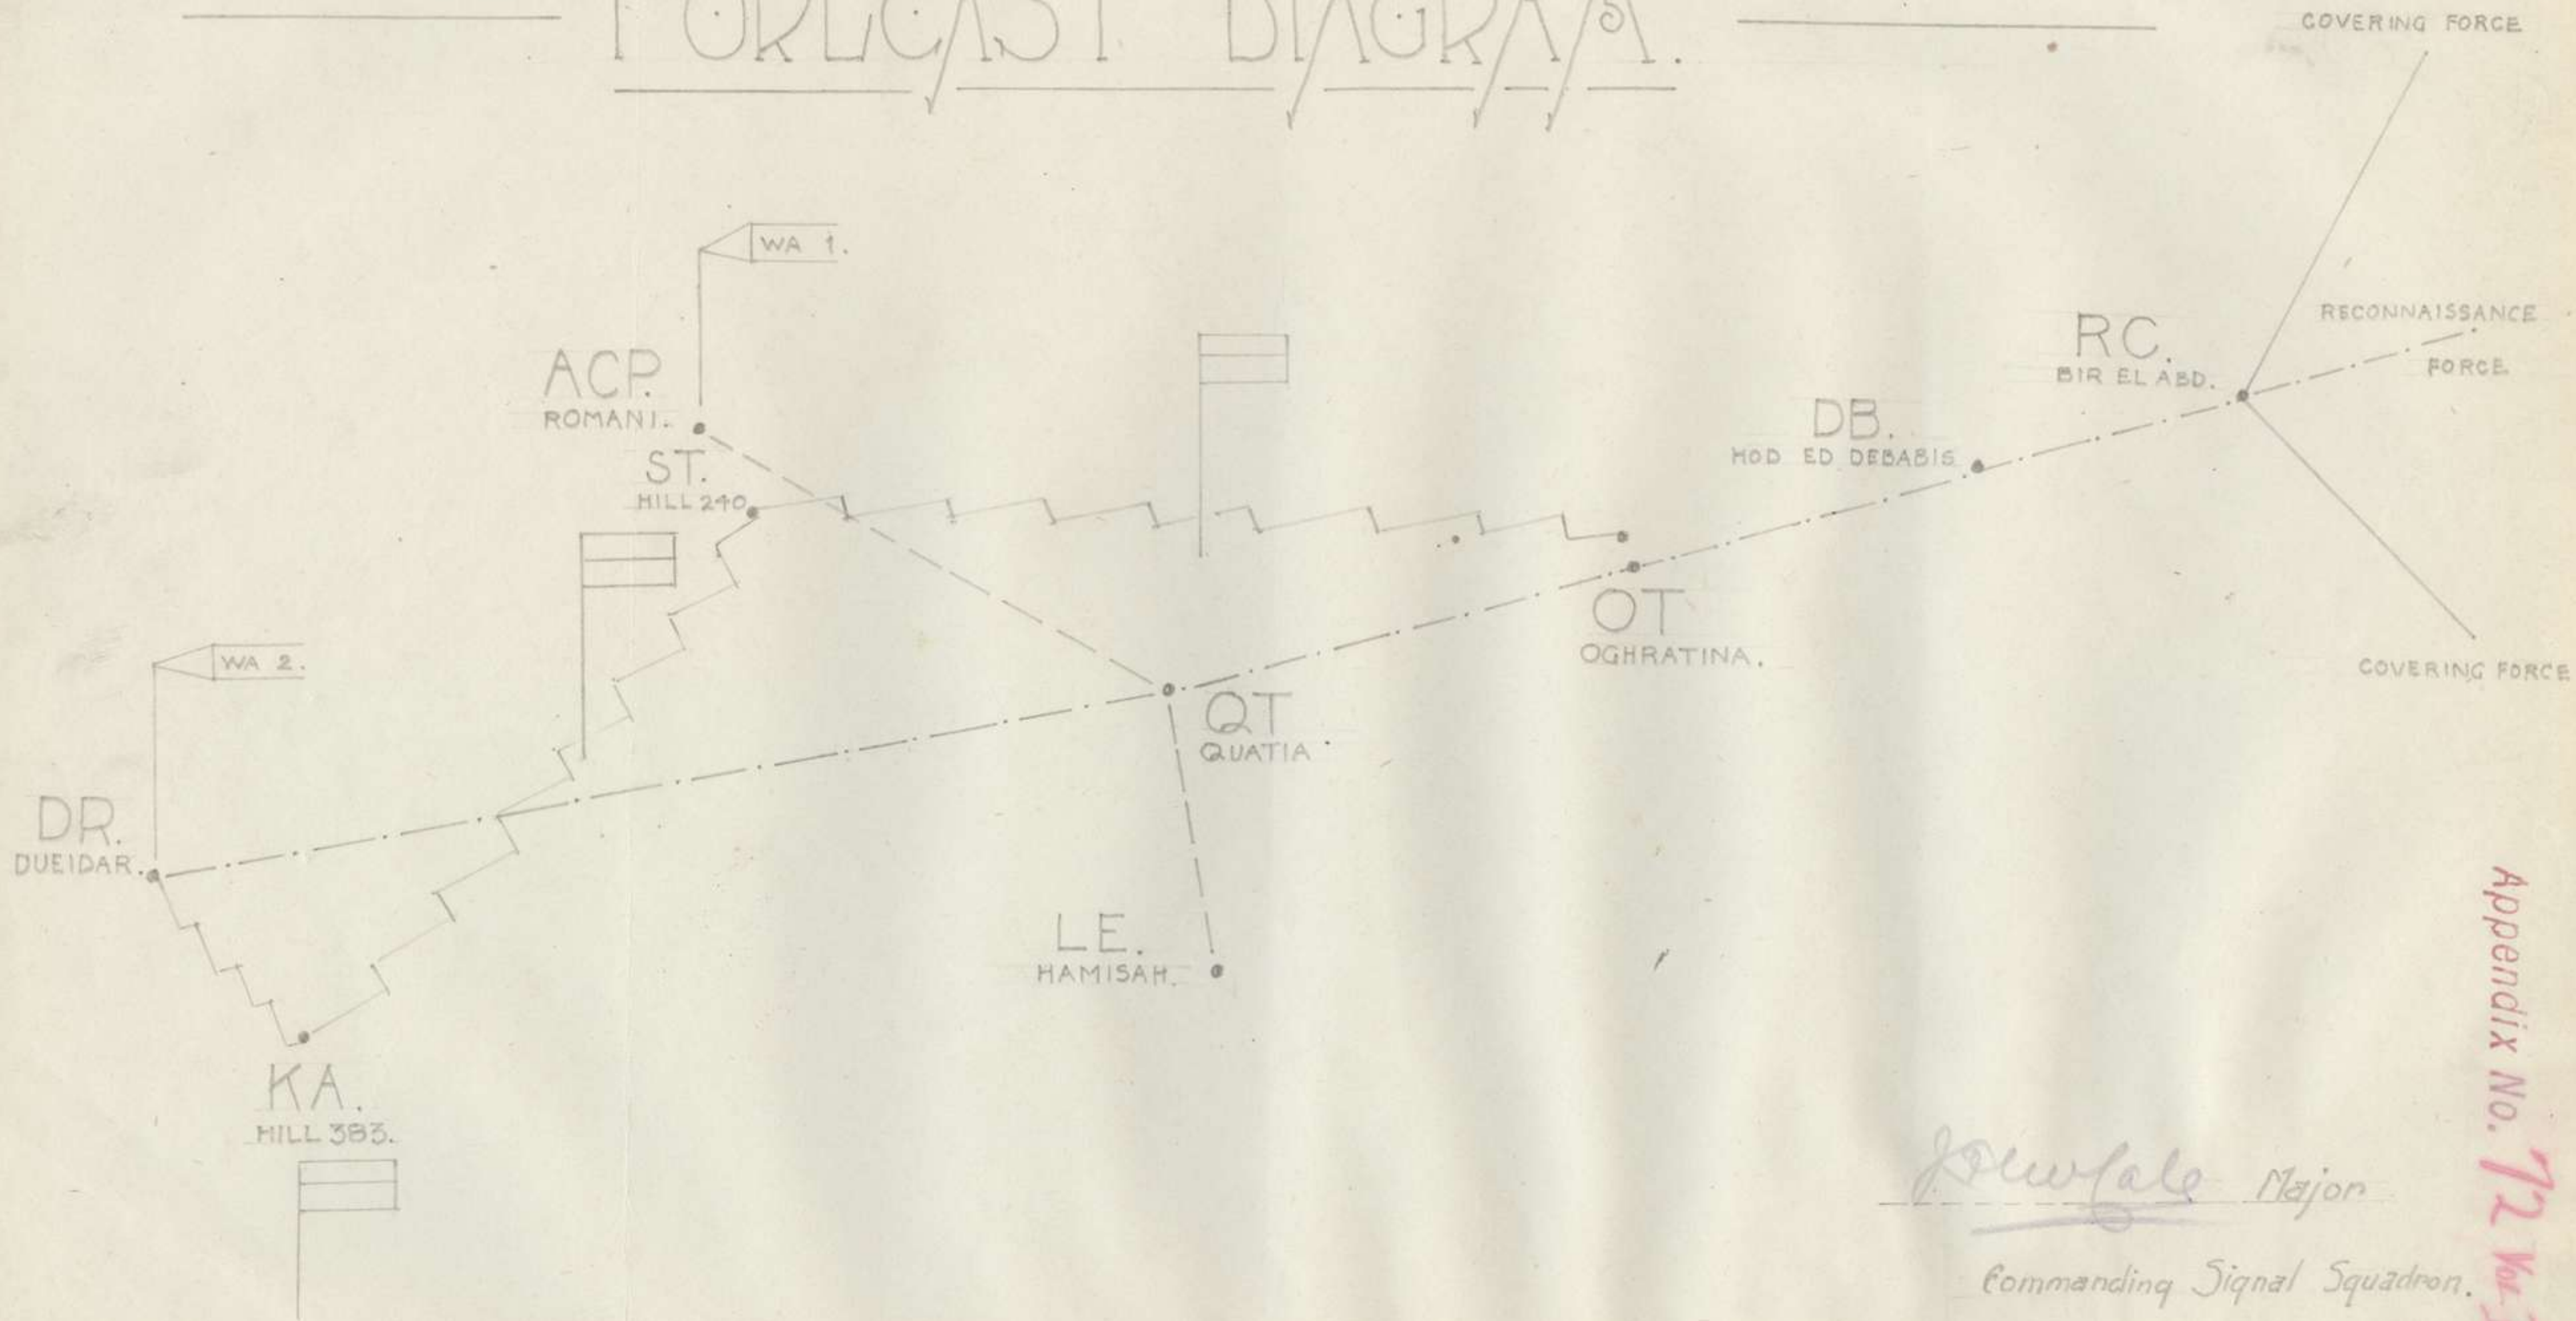 FORECAST DIAGRAM.
COVERING FORCE
WA 1.
ACP.
ROMANI.
ST.
HILL 240
RC.
BIR EL ABD.
RECONNAISSANCE
FORCE
DB.
HOD ED DEBABIS
OT
OGHRATINA.
WA 2.
COVERING FORCE
QT
QUATIA.
DR.
DUEIDAR.
LE.
HAMISAH.
KA.
HILL 383.
Major
Commanding Signal Squadron.
Appendix No. 72